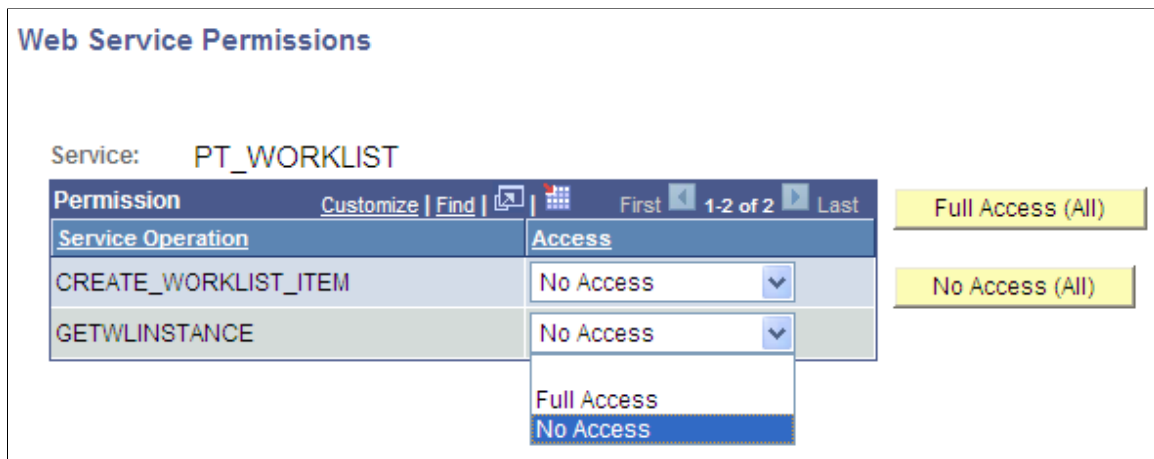 Web Service Permissions
Service: PT_WORKLIST
Permission Customize | Find | | First 1-2 of 2 Last
Full Access (All)
Service Operation Access
CREATE_WORKLIST_ITEM No Access
No Access (All)
GETWLINSTANCE No Access
Full Access
No Access